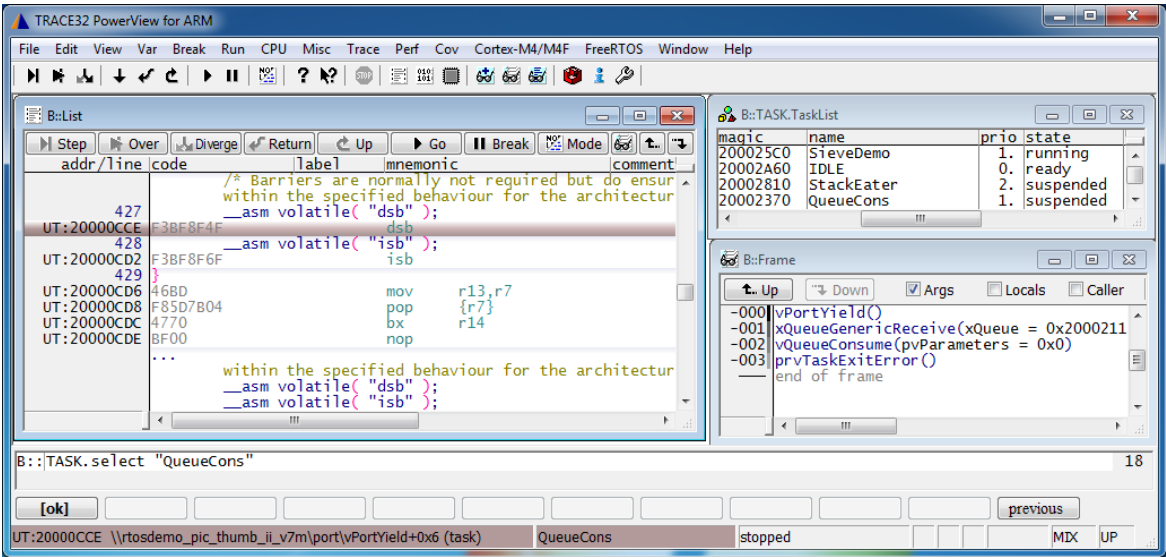 TRACE32 PowerView for ARM
File Edit View Var Break Run CPU Misc Trace Perf Cov Cortex-M4/M4F FreeRTOS Window Help
B::List
Step Over Diverge Return Up Go Break Mode
addr/line code label mnemonic comment
/* Barriers are normally not required but do ensur
within the specified behaviour for the architectur
427 __asm volatile( "dsb" );
UT:20000CCE F3BF8F4F dsb
428 __asm volatile( "isb" );
UT:20000CD2 F3BF8F6F isb
429 }
UT:20000CD6 46BD mov r13,r7
UT:20000CD8 F85D7B04 pop {r7}
UT:20000CDC 4770 bx r14
UT:20000CDE BF00 nop
...
within the specified behaviour for the architectur
__asm volatile( "dsb" );
__asm volatile( "isb" );
B::TASK.TaskList
magic name prio state
200025C0 SieveDemo 1. running
20002A60 IDLE 0. ready
20002810 StackEater 2. suspended
20002370 QueueCons 1. suspended
B::Frame
Up Down Args Locals Caller
-000 vPortYield()
-001 xQueueGenericReceive(xQueue = 0x2000211
-002 vQueueConsume(pvParameters = 0x0)
-003 prvTaskExitError()
end of frame
B::TASK.select "QueueCons" 18
[ok] previous
UT:20000CCE \\rtosdemo_pic_thumb_ii_v7m\port\vPortYield+0x6 (task) QueueCons stopped MIX UP